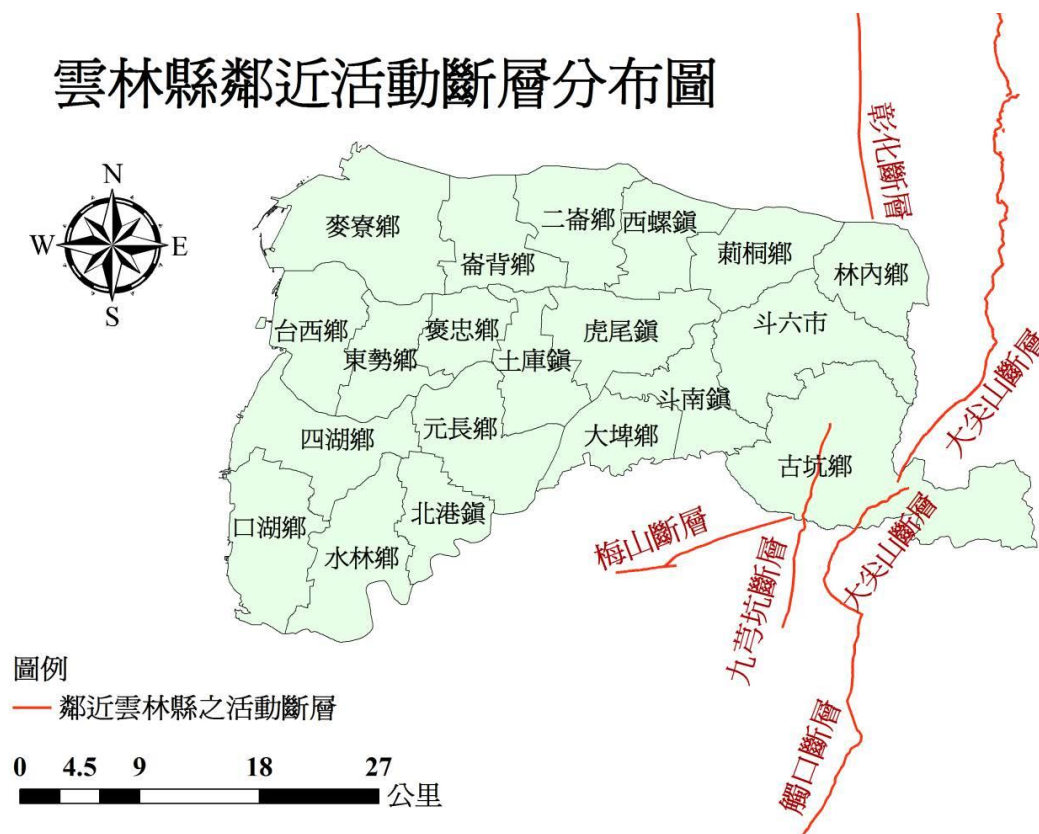 雲林縣鄰近活動斷層分布圖
彰化斷層
N
W
E
S
麥寮鄉
二崙鄉
西螺鎮
崙背鄉
莿桐鄉
林內鄉
台西鄉
東勢鄉
褒忠鄉
土庫鎮
虎尾鎮
斗六市
斗南鎮
四湖鄉
元長鄉
大埤鄉
古坑鄉
大尖山斷層
口湖鄉
水林鄉
北港鎮
梅山斷層
九芎坑斷層
大尖山斷層
觸口斷層
圖例
鄰近雲林縣之活動斷層
0 4.5 9 18 27
公里